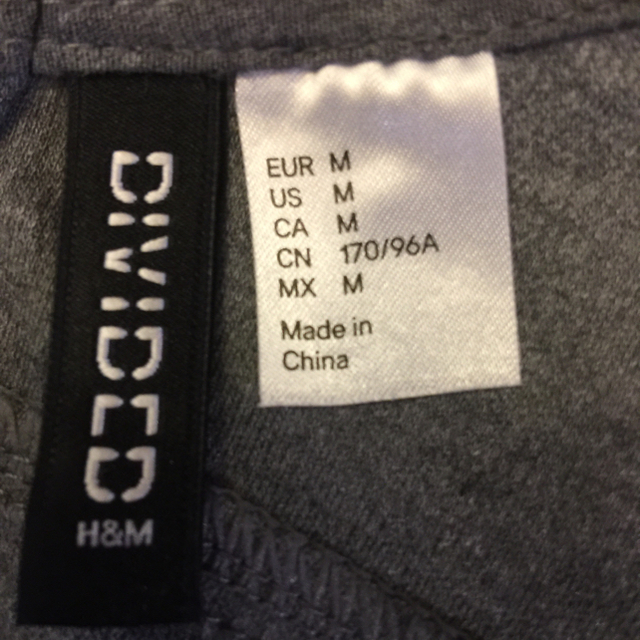 DIVIDED
H&M
EUR M
US M
CA M
CN 170/96A
MX M
Made in
China